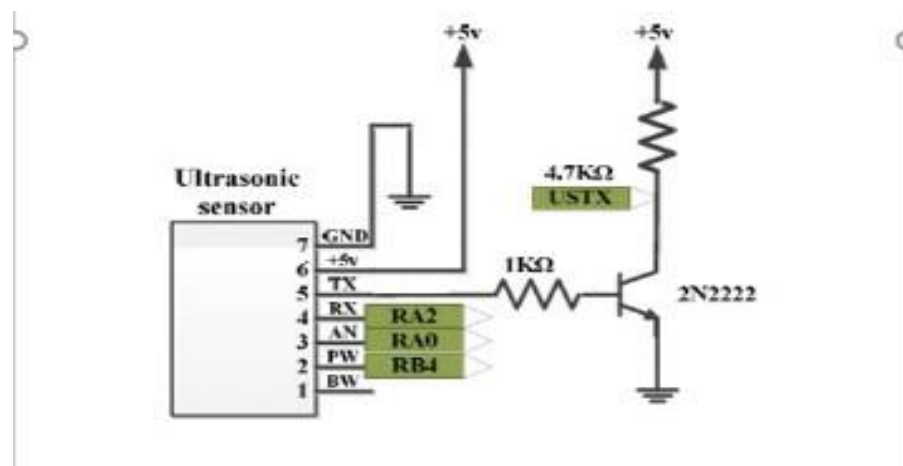 +5v
+5v
4.7KΩ
USTX
Ultrasonic
sensor
7 GND
6 +5v
1KΩ
5 TX
2N2222
4 RX RA2
3 AN RA0
2 PW RB4
1 BW